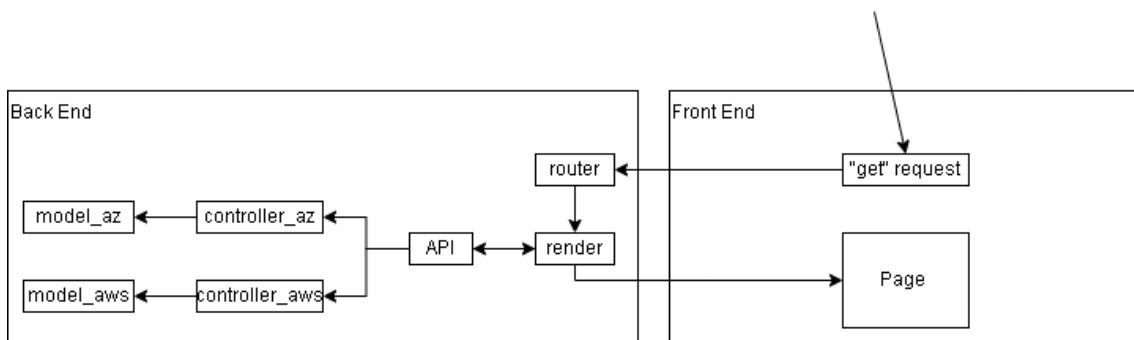 Back End
Front End
router
"get" request
model_az
controller_az
API
render
Page
model_aws
controller_aws